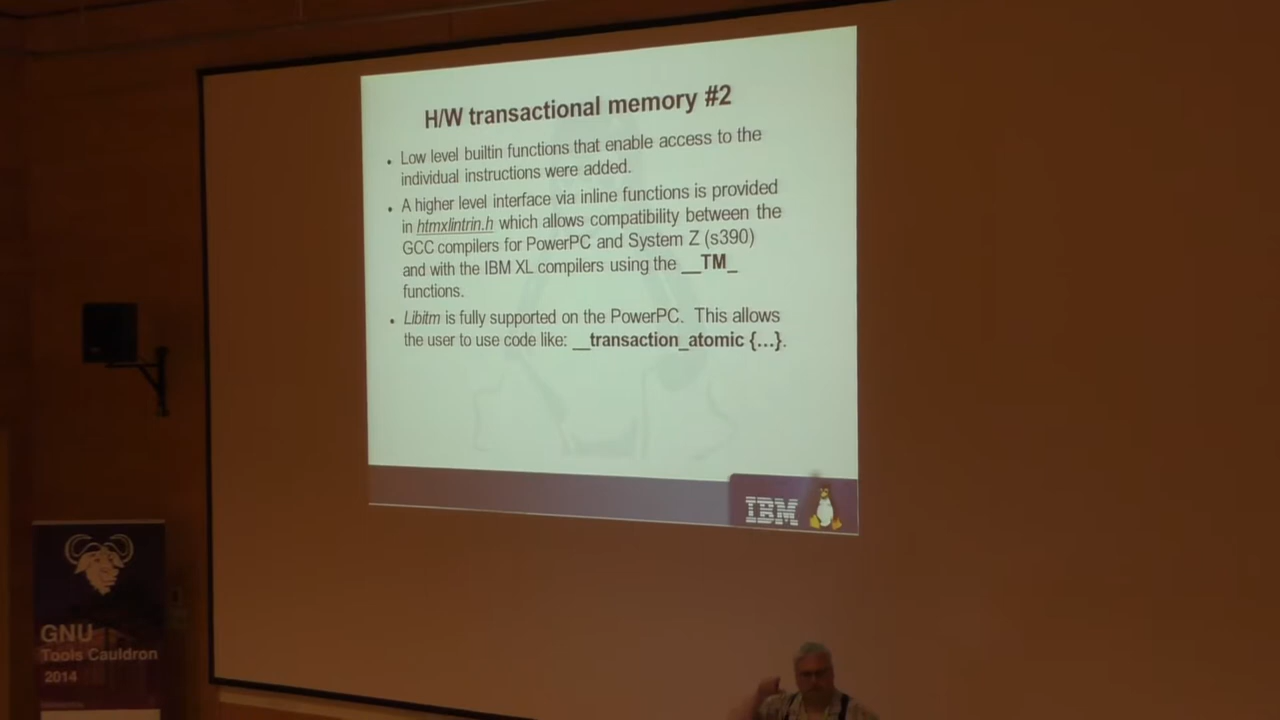 H/W transactional memory #2
• Low level builtin functions that enable access to the
individual instructions were added.
• A higher level interface via inline functions is provided
in htmxlintrin.h which allows compatibility between the
GCC compilers for PowerPC and System Z (s390)
and with the IBM XL compilers using the __TM_
functions.
• Libitm is fully supported on the PowerPC. This allows
the user to use code like: __transaction_atomic {...}.
IBM
GNU
Tools Cauldron
2014